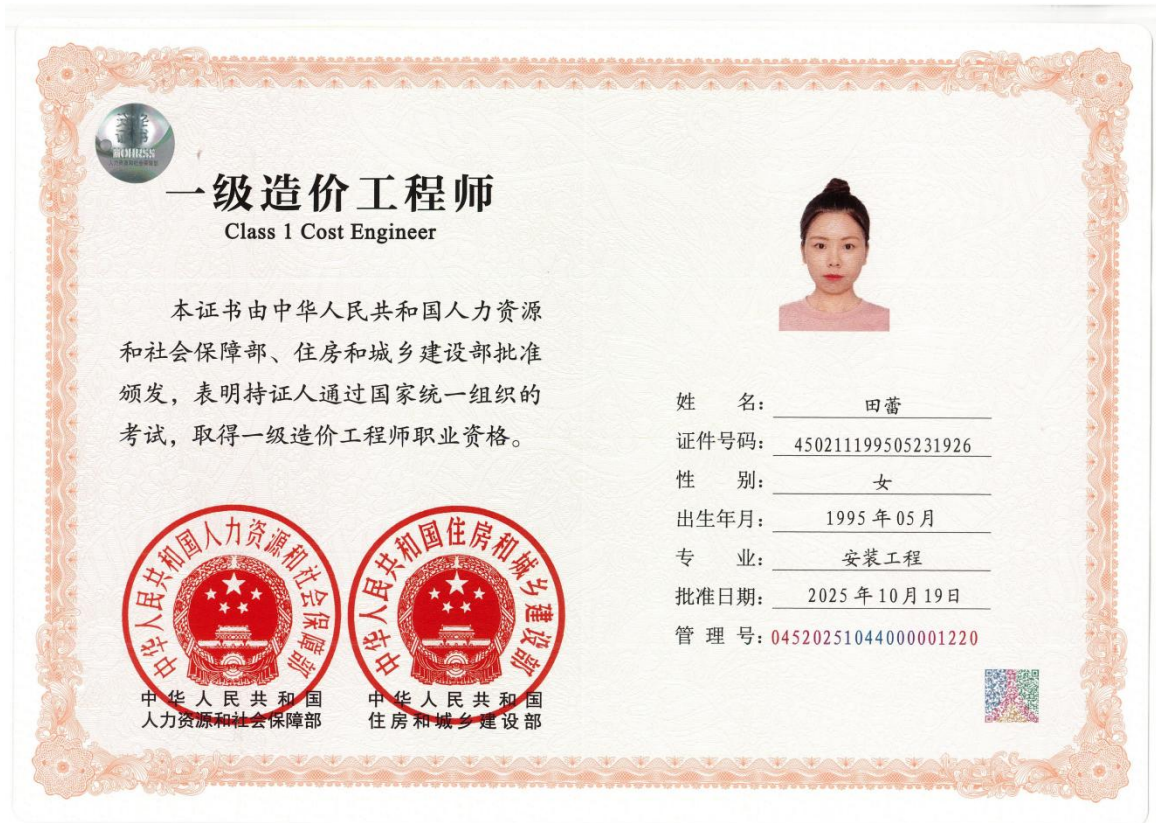 一级造价工程师
Class 1 Cost Engineer
本证书由中华人民共和国人力资源
和社会保障部、住房和城乡建设部批准
颁发，表明持证人通过国家统一组织的
考试，取得一级造价工程师职业资格。
中华人民共和国人力资源和社会保障部
中华人民共和国住房和城乡建设部
中华人民共和国
人力资源和社会保障部
中华人民共和国
住房和城乡建设部
姓名：田蕾
证件号码：450211199505231926
性别：女
出生年月：1995年05月
专业：安装工程
批准日期：2025年10月19日
管理号：04520251044000001220